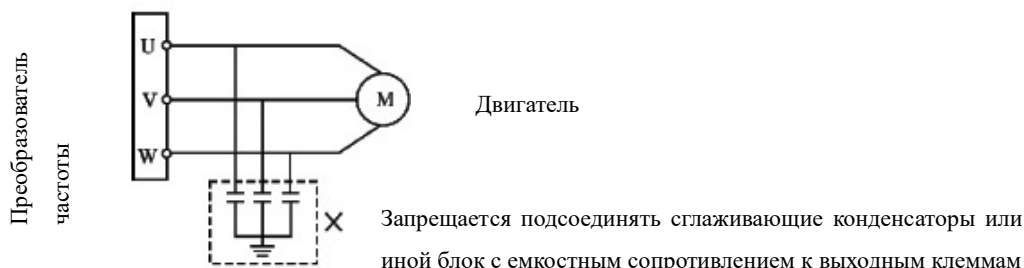 Преобразователь
частоты
U
V
W
M
Двигатель
Запрещается подсоединять сглаживающие конденсаторы или
иной блок с емкостным сопротивлением к выходным клеммам